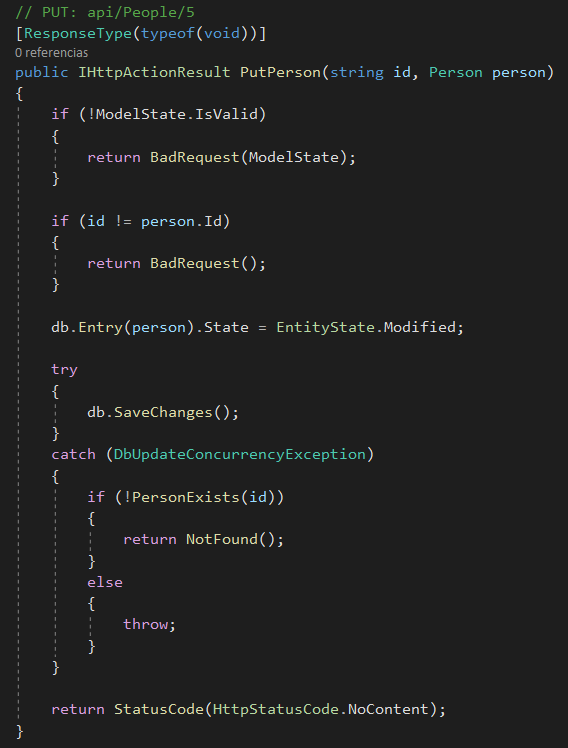 // PUT: api/People/5
[ResponseType(typeof(void))]
0 referencias
public IHttpActionResult PutPerson(string id, Person person)
{
    if (!ModelState.IsValid)
    {
        return BadRequest(ModelState);
    }

    if (id != person.Id)
    {
        return BadRequest();
    }

    db.Entry(person).State = EntityState.Modified;

    try
    {
        db.SaveChanges();
    }
    catch (DbUpdateConcurrencyException)
    {
        if (!PersonExists(id))
        {
            return NotFound();
        }
        else
        {
            throw;
        }
    }

    return StatusCode(HttpStatusCode.NoContent);
}